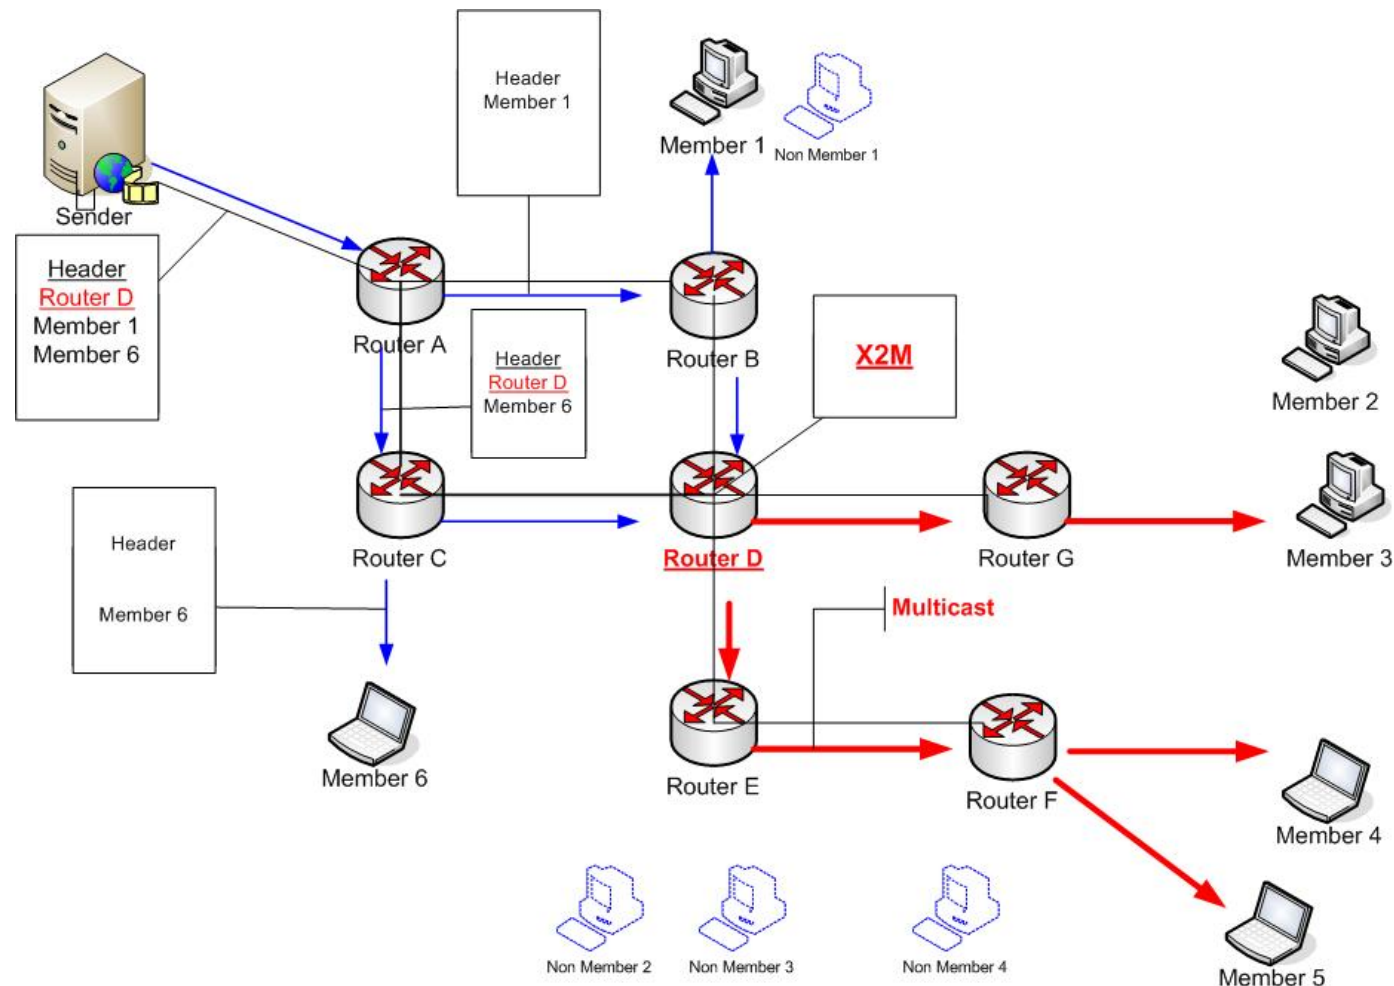 Header
Member 1
Member 1
Non Member 1
Sender
Header
Router D
Member 1
Member 6
Router A
Header
Router D
Member 6
Router B
X2M
Member 2
Header
Member 6
Router C
Router D
Router G
Member 3
Multicast
Member 6
Router E
Router F
Member 4
Non Member 2
Non Member 3
Non Member 4
Member 5